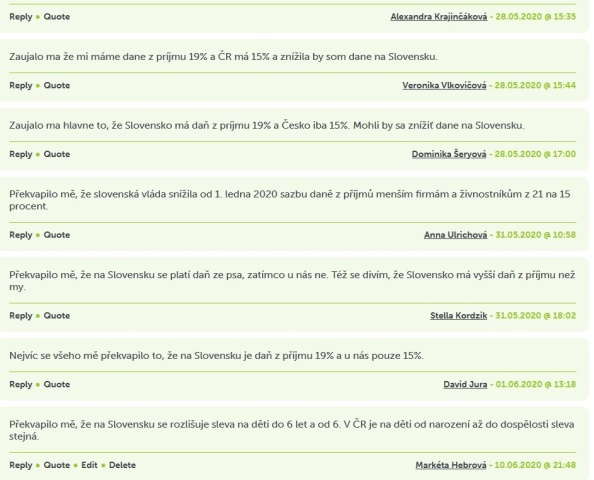 Reply • Quote Alexandra Krajinčáková - 28.05.2020 @ 15:35
Zaujalo ma že mi máme dane z príjmu 19% a ČR má 15% a znížila by som dane na Slovensku.
Reply • Quote Veronika Vlkovičová - 28.05.2020 @ 15:44
Zaujalo ma hlavne to, že Slovensko má daň z príjmu 19% a Česko iba 15%. Mohli by sa znížiť dane na Slovensku.
Reply • Quote Dominika Šeryová - 28.05.2020 @ 17:00
Překvapilo mě, že slovenská vláda snížila od 1. ledna 2020 sazbu daně z příjmů menším firmám a živnostníkům z 21 na 15
procent.
Reply • Quote Anna Ulrichová - 31.05.2020 @ 10:58
Překvapilo mě, že na Slovensku se platí daň ze psa, zatímco u nás ne. Též se divím, že Slovensko má vyšší daň z příjmu než
my.
Reply • Quote Stella Kordzik - 31.05.2020 @ 18:02
Nejvíc se všeho mě překvapilo to, že na Slovensku je daň z příjmu 19% a u nás pouze 15%.
Reply • Quote David Jura - 01.06.2020 @ 13:18
Překvapilo mě, že na Slovensku se rozlišuje sleva na děti do 6 let a od 6. V ČR je na děti od narození až do dospělosti sleva
stejná.
Reply • Quote • Edit • Delete Markéta Hebrová - 10.06.2020 @ 21:48